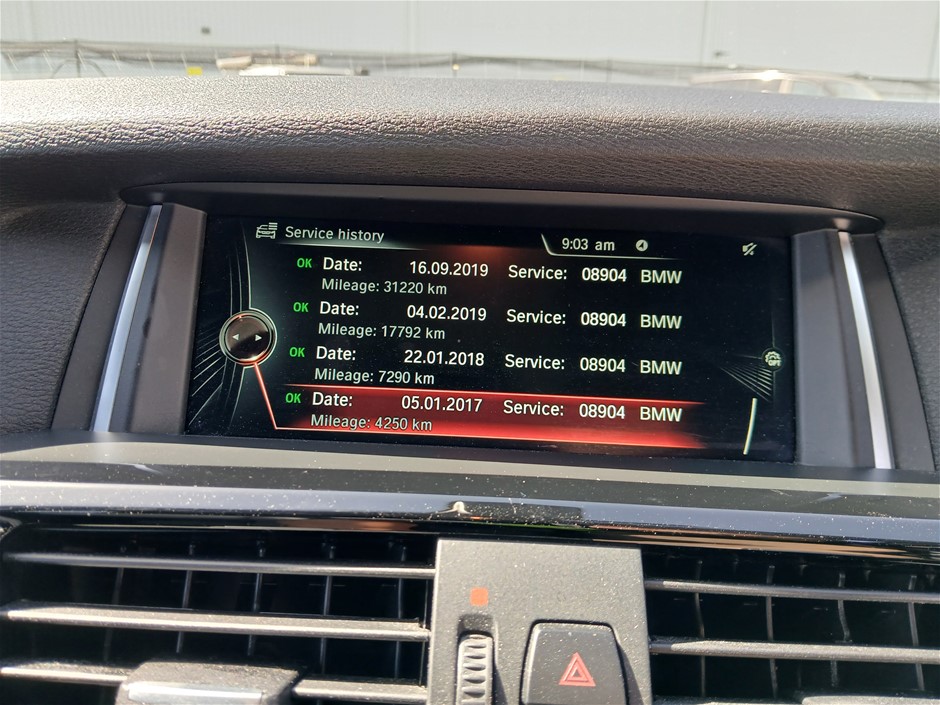 Service history 9:03 am
OK Date: 16.09.2019 Service: 08904 BMW
Mileage: 31220 km
OK Date: 04.02.2019 Service: 08904 BMW
Mileage: 17792 km
OK Date: 22.01.2018 Service: 08904 BMW
Mileage: 7290 km
OPT
OK Date: 05.01.2017 Service: 08904 BMW
Mileage: 4250 km